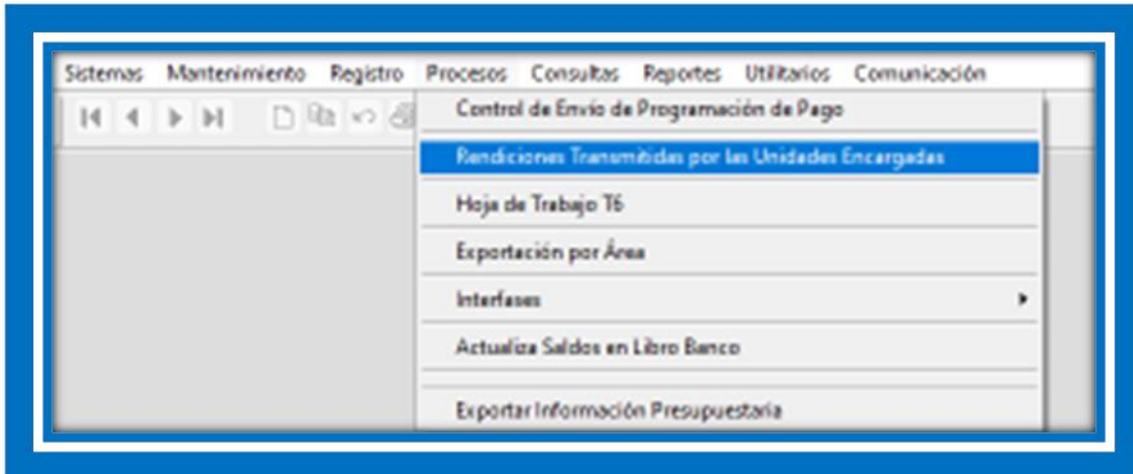 Sistemas Mantenimiento Registro Procesos Consultas Reportes Utilitarios Comunicación
Control de Envío de Programación de Pago
Rendiciones Transmitidas por las Unidades Encargadas
Hoja de Trabajo T6
Exportación por Área
Interfases
Actualiza Saldos en Libro Banco
Exportar Información Presupuestaria